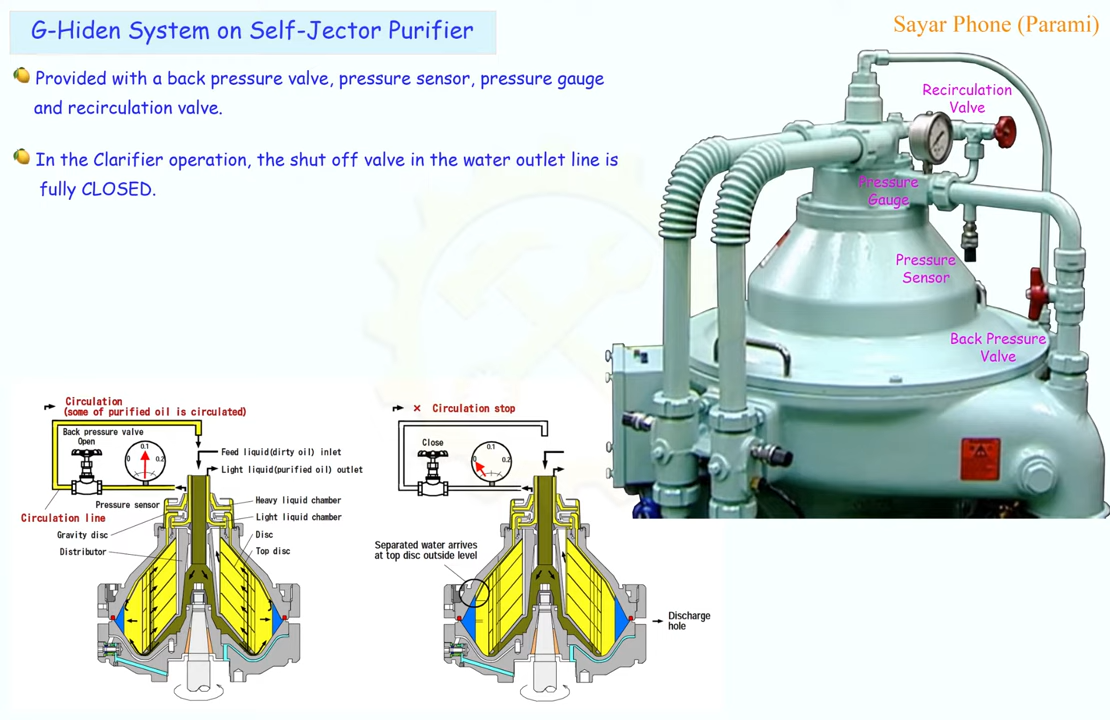 G-Hiden System on Self-Jector Purifier
Sayar Phone (Parami)
Provided with a back pressure valve, pressure sensor, pressure gauge
and recirculation valve.
In the Clarifier operation, the shut off valve in the water outlet line is
fully CLOSED.
Recirculation
Valve
Pressure
Gauge
Pressure
Sensor
Back Pressure
Valve
Circulation
(some of purified oil is circulated)
Back pressure valve
Open
0
0.1
0.2
Feed liquid(dirty oil) inlet
Light liquid(purified oil) outlet
Pressure sensor
Circulation line
Gravity disc
Distributor
Heavy liquid chamber
Light liquid chamber
Disc
Top disc
× Circulation stop
Close
0
0.1
0.2
Separated water arrives
at top disc outside level
Discharge
hole